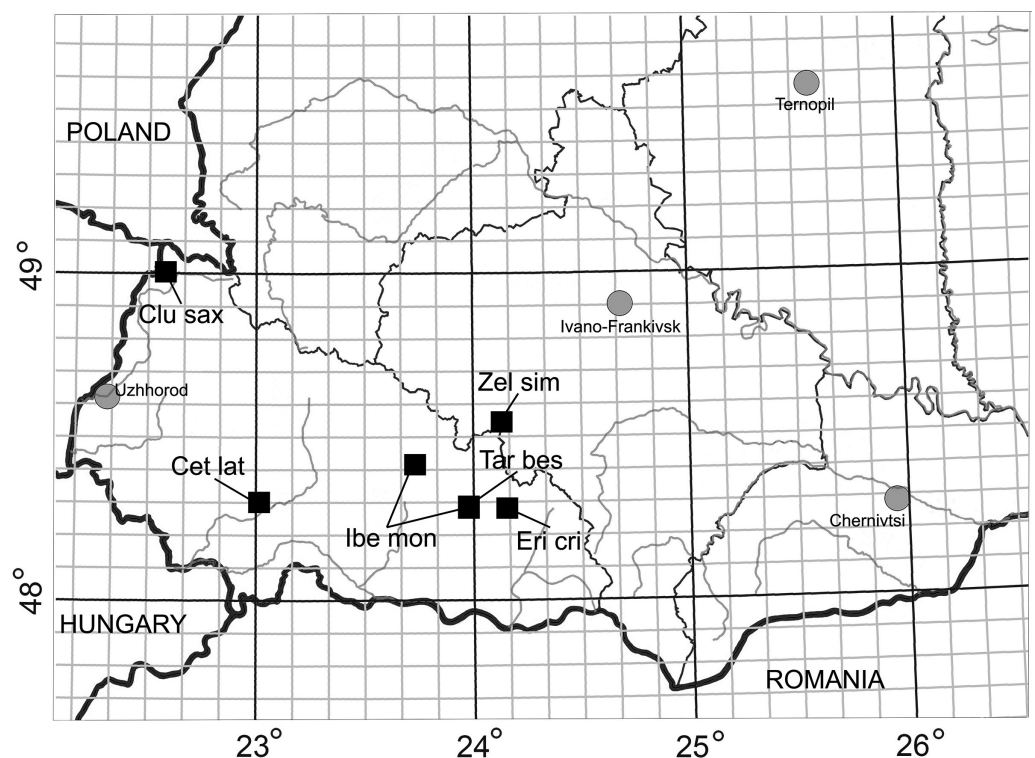 Ternopil
POLAND
49°
Clu sax
Ivano-Frankivsk
Uzhhorod
Zel sim
Cet lat
Tar bes
Ibe mon
Eri cri
Chernivtsi
48°
HUNGARY
ROMANIA
23° 24° 25° 26°